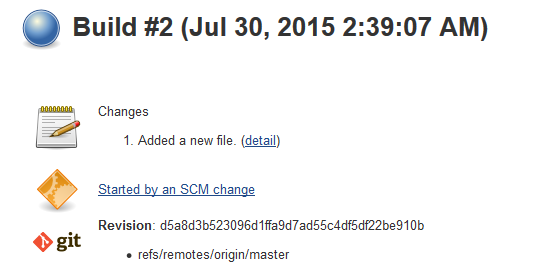 Build #2 (Jul 30, 2015 2:39:07 AM)
Changes
1. Added a new file. (detail)
Started by an SCM change
git
Revision: d5a8d3b523096d1ffa9d7ad55c4df5df22be910b
• refs/remotes/origin/master